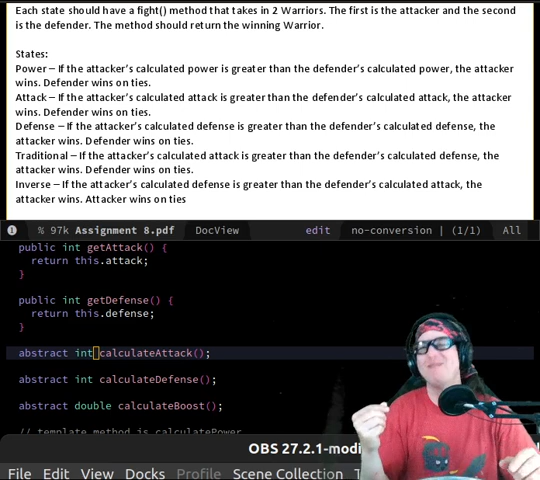 Each state should have a fight() method that takes in 2 Warriors. The first is the attacker and the second
is the defender. The method should return the winning Warrior.
States:
Power – If the attacker's calculated power is greater than the defender's calculated power, the attacker
wins. Defender wins on ties.
Attack – If the attacker's calculated attack is greater than the defender's calculated attack, the attacker
wins. Defender wins on ties.
Defense – If the attacker's calculated defense is greater than the defender's calculated defense, the
attacker wins. Defender wins on ties.
Traditional – If the attacker's calculated attack is greater than the defender's calculated defense, the
attacker wins. Defender wins on ties.
Inverse – If the attacker's calculated defense is greater than the defender's calculated attack, the
attacker wins. Attacker wins on ties
1 % 97k Assignment 8.pdf DocView edit no-conversion | (1/1) All
public int getAttack() {
return this.attack;
}
public int getDefense() {
return this.defense;
}
abstract int calculateAttack();
abstract int calculateDefense();
abstract double calculateBoost();
// template method is calculatePower
OBS 27.2.1-modi
File Edit View Docks Profile Scene Collection T